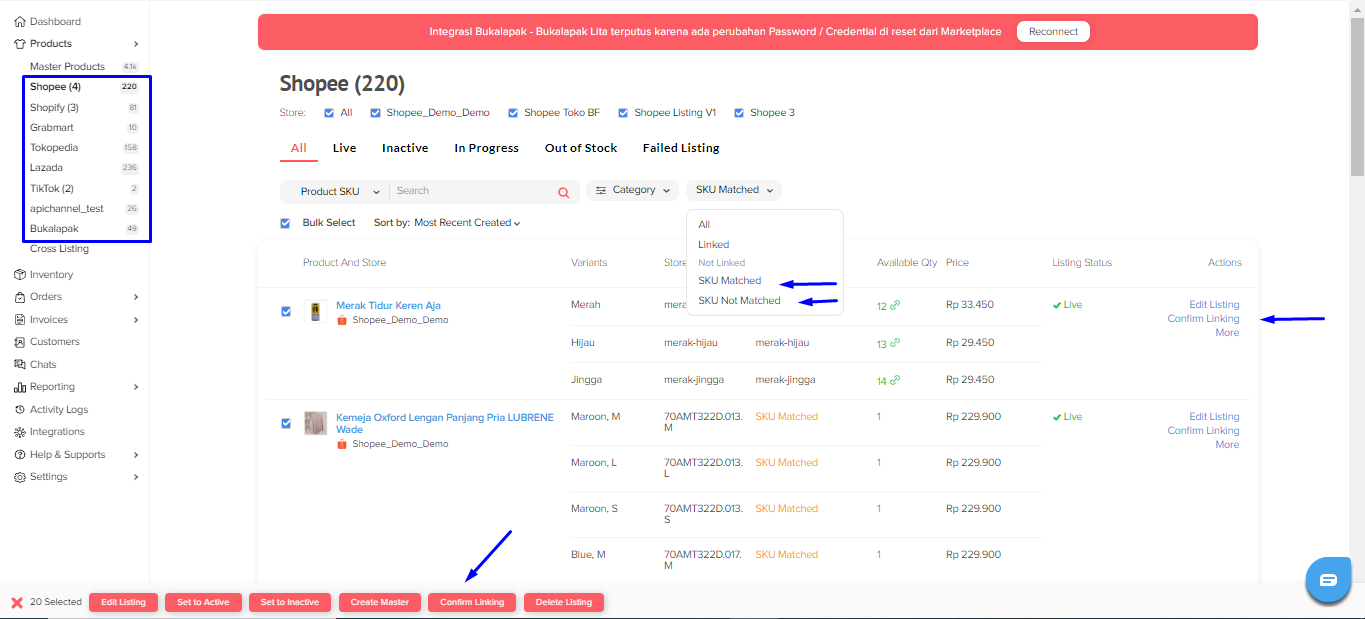 Dashboard
Products
Master Products 4.1k
Shopee (4) 220
Shopify (3) 81
Grabmart 10
Tokopedia 158
Lazada 236
TikTok (2) 2
apichannel_test 26
Bukalapak 49
Cross Listing
Inventory
Orders
Invoices
Customers
Chats
Reporting
Activity Logs
Integrations
Help & Supports
Settings
Integrasi Bukalapak - Bukalapak Lita terputus karena ada perubahan Password / Credential di reset dari Marketplace Reconnect
Shopee (220)
Store: All Shopee_Demo_Demo Shopee Toko BF Shopee Listing V1 Shopee 3
All Live Inactive In Progress Out of Stock Failed Listing
Product SKU Search Category SKU Matched
Bulk Select Sort by: Most Recent Created
All
Linked
Not Linked
SKU Matched
SKU Not Matched
Product And Store Variants Store Available Qty Price Listing Status Actions
Merak Tidur Keren Aja Merah mera 12 Rp 33.450 Live Edit Listing
Shopee_Demo_Demo Confirm Linking
More
Hijau merak-hijau merak-hijau 13 Rp 29.450
Jingga merak-jingga merak-jingga 14 Rp 29.450
Kemeja Oxford Lengan Panjang Pria LUBRENE Maroon, M 70AMT322D.013. SKU Matched 1 Rp 229.900 Live Edit Listing
Wade M Confirm Linking
Shopee_Demo_Demo More
Maroon, L 70AMT322D.013. SKU Matched 1 Rp 229.900
L
Maroon, S 70AMT322D.013. SKU Matched 1 Rp 229.900
S
Blue, M 70AMT322D.017. SKU Matched 1 Rp 229.900
M
20 Selected Edit Listing Set to Active Set to Inactive Create Master Confirm Linking Delete Listing